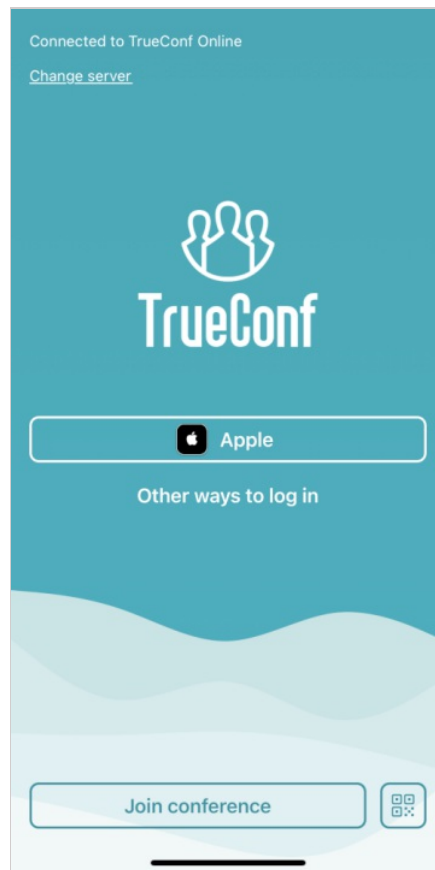 Connected to TrueConf Online
Change server
TrueConf
Apple
Other ways to log in
Join conference